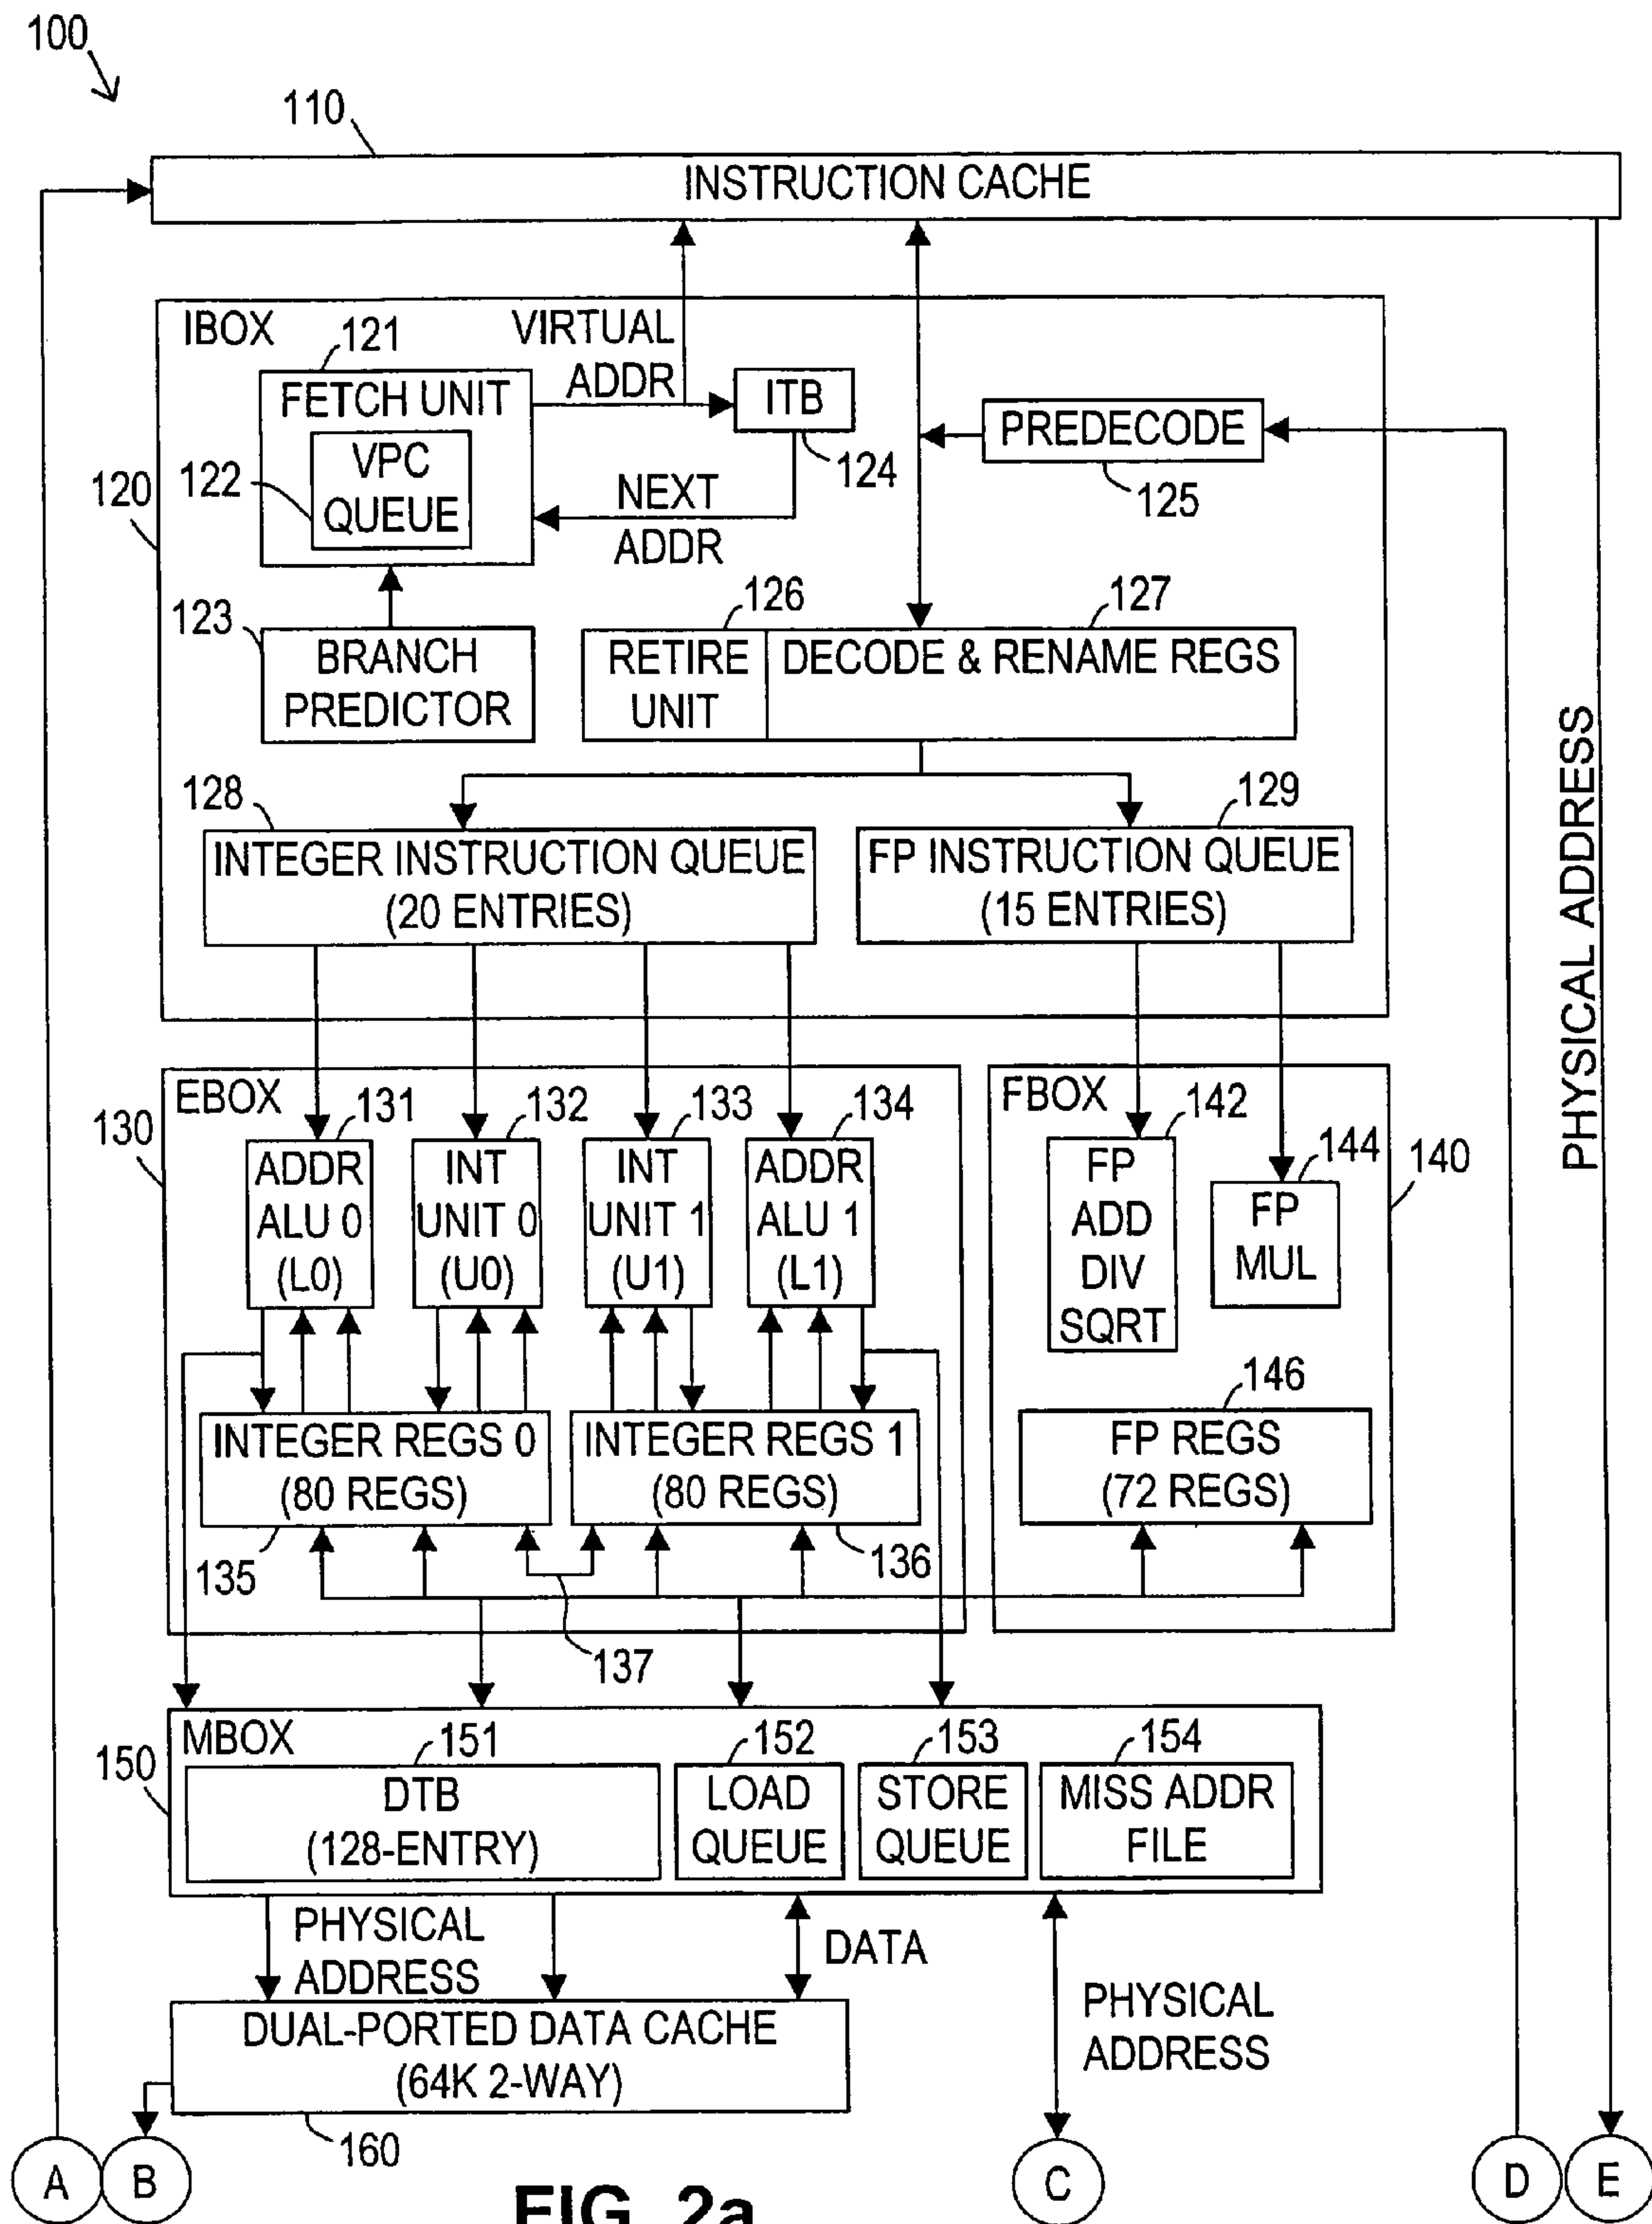 100
110
INSTRUCTION CACHE
IBOX
121
VIRTUAL
ADDR
FETCH UNIT
ITB
PREDECODE
VPC
QUEUE
122
124
125
120
NEXT
ADDR
123
126
127
BRANCH
PREDICTOR
RETIRE
UNIT
DECODE & RENAME REGS
PHYSICAL ADDRESS
128
129
INTEGER INSTRUCTION QUEUE
(20 ENTRIES)
FP INSTRUCTION QUEUE
(15 ENTRIES)
EBOX
131
132
133
134
FBOX
142
130
144
140
ADDR
ALU 0
(L0)
INT
UNIT 0
(U0)
INT
UNIT 1
(U1)
ADDR
ALU 1
(L1)
FP
ADD
DIV
SQRT
FP
MUL
146
INTEGER REGS 0
(80 REGS)
INTEGER REGS 1
(80 REGS)
FP REGS
(72 REGS)
135
136
137
MBOX
151
152
153
154
150
DTB
(128-ENTRY)
LOAD
QUEUE
STORE
QUEUE
MISS ADDR
FILE
PHYSICAL
ADDRESS
DATA
PHYSICAL
ADDRESS
DUAL-PORTED DATA CACHE
(64K 2-WAY)
160
A
B
C
D
E
FIG. 2a